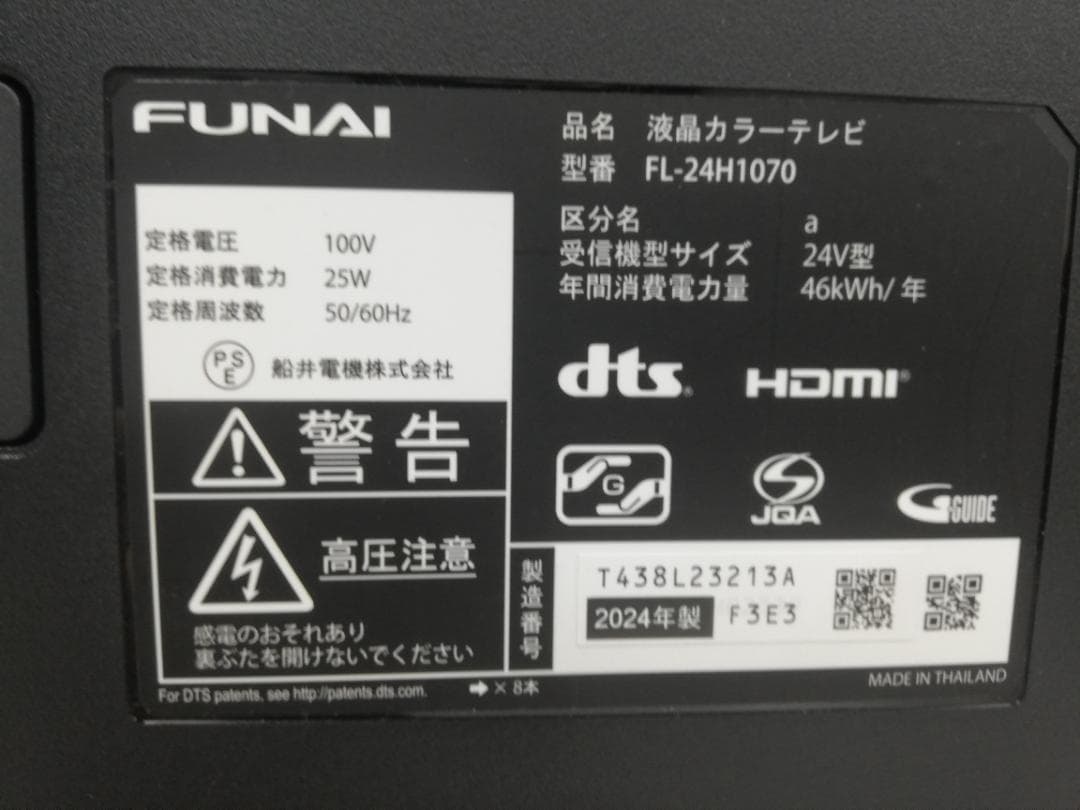 FUNAI
品名 液晶カラーテレビ
型番 FL-24H1070
区分名 a
受信機型サイズ 24V型
年間消費電力量 46kWh/年
定格電圧 100V
定格消費電力 25W
定格周波数 50/60Hz
PSE 船井電機株式会社
警告
高圧注意
感電のおそれあり
裏ぶたを開けないでください
dts HDMI
G JQA G-GUIDE
製造番号
T438L23213A
2024年製 F3E3
For DTS patents, see http://patents.dts.com. ➡× 8本
MADE IN THAILAND